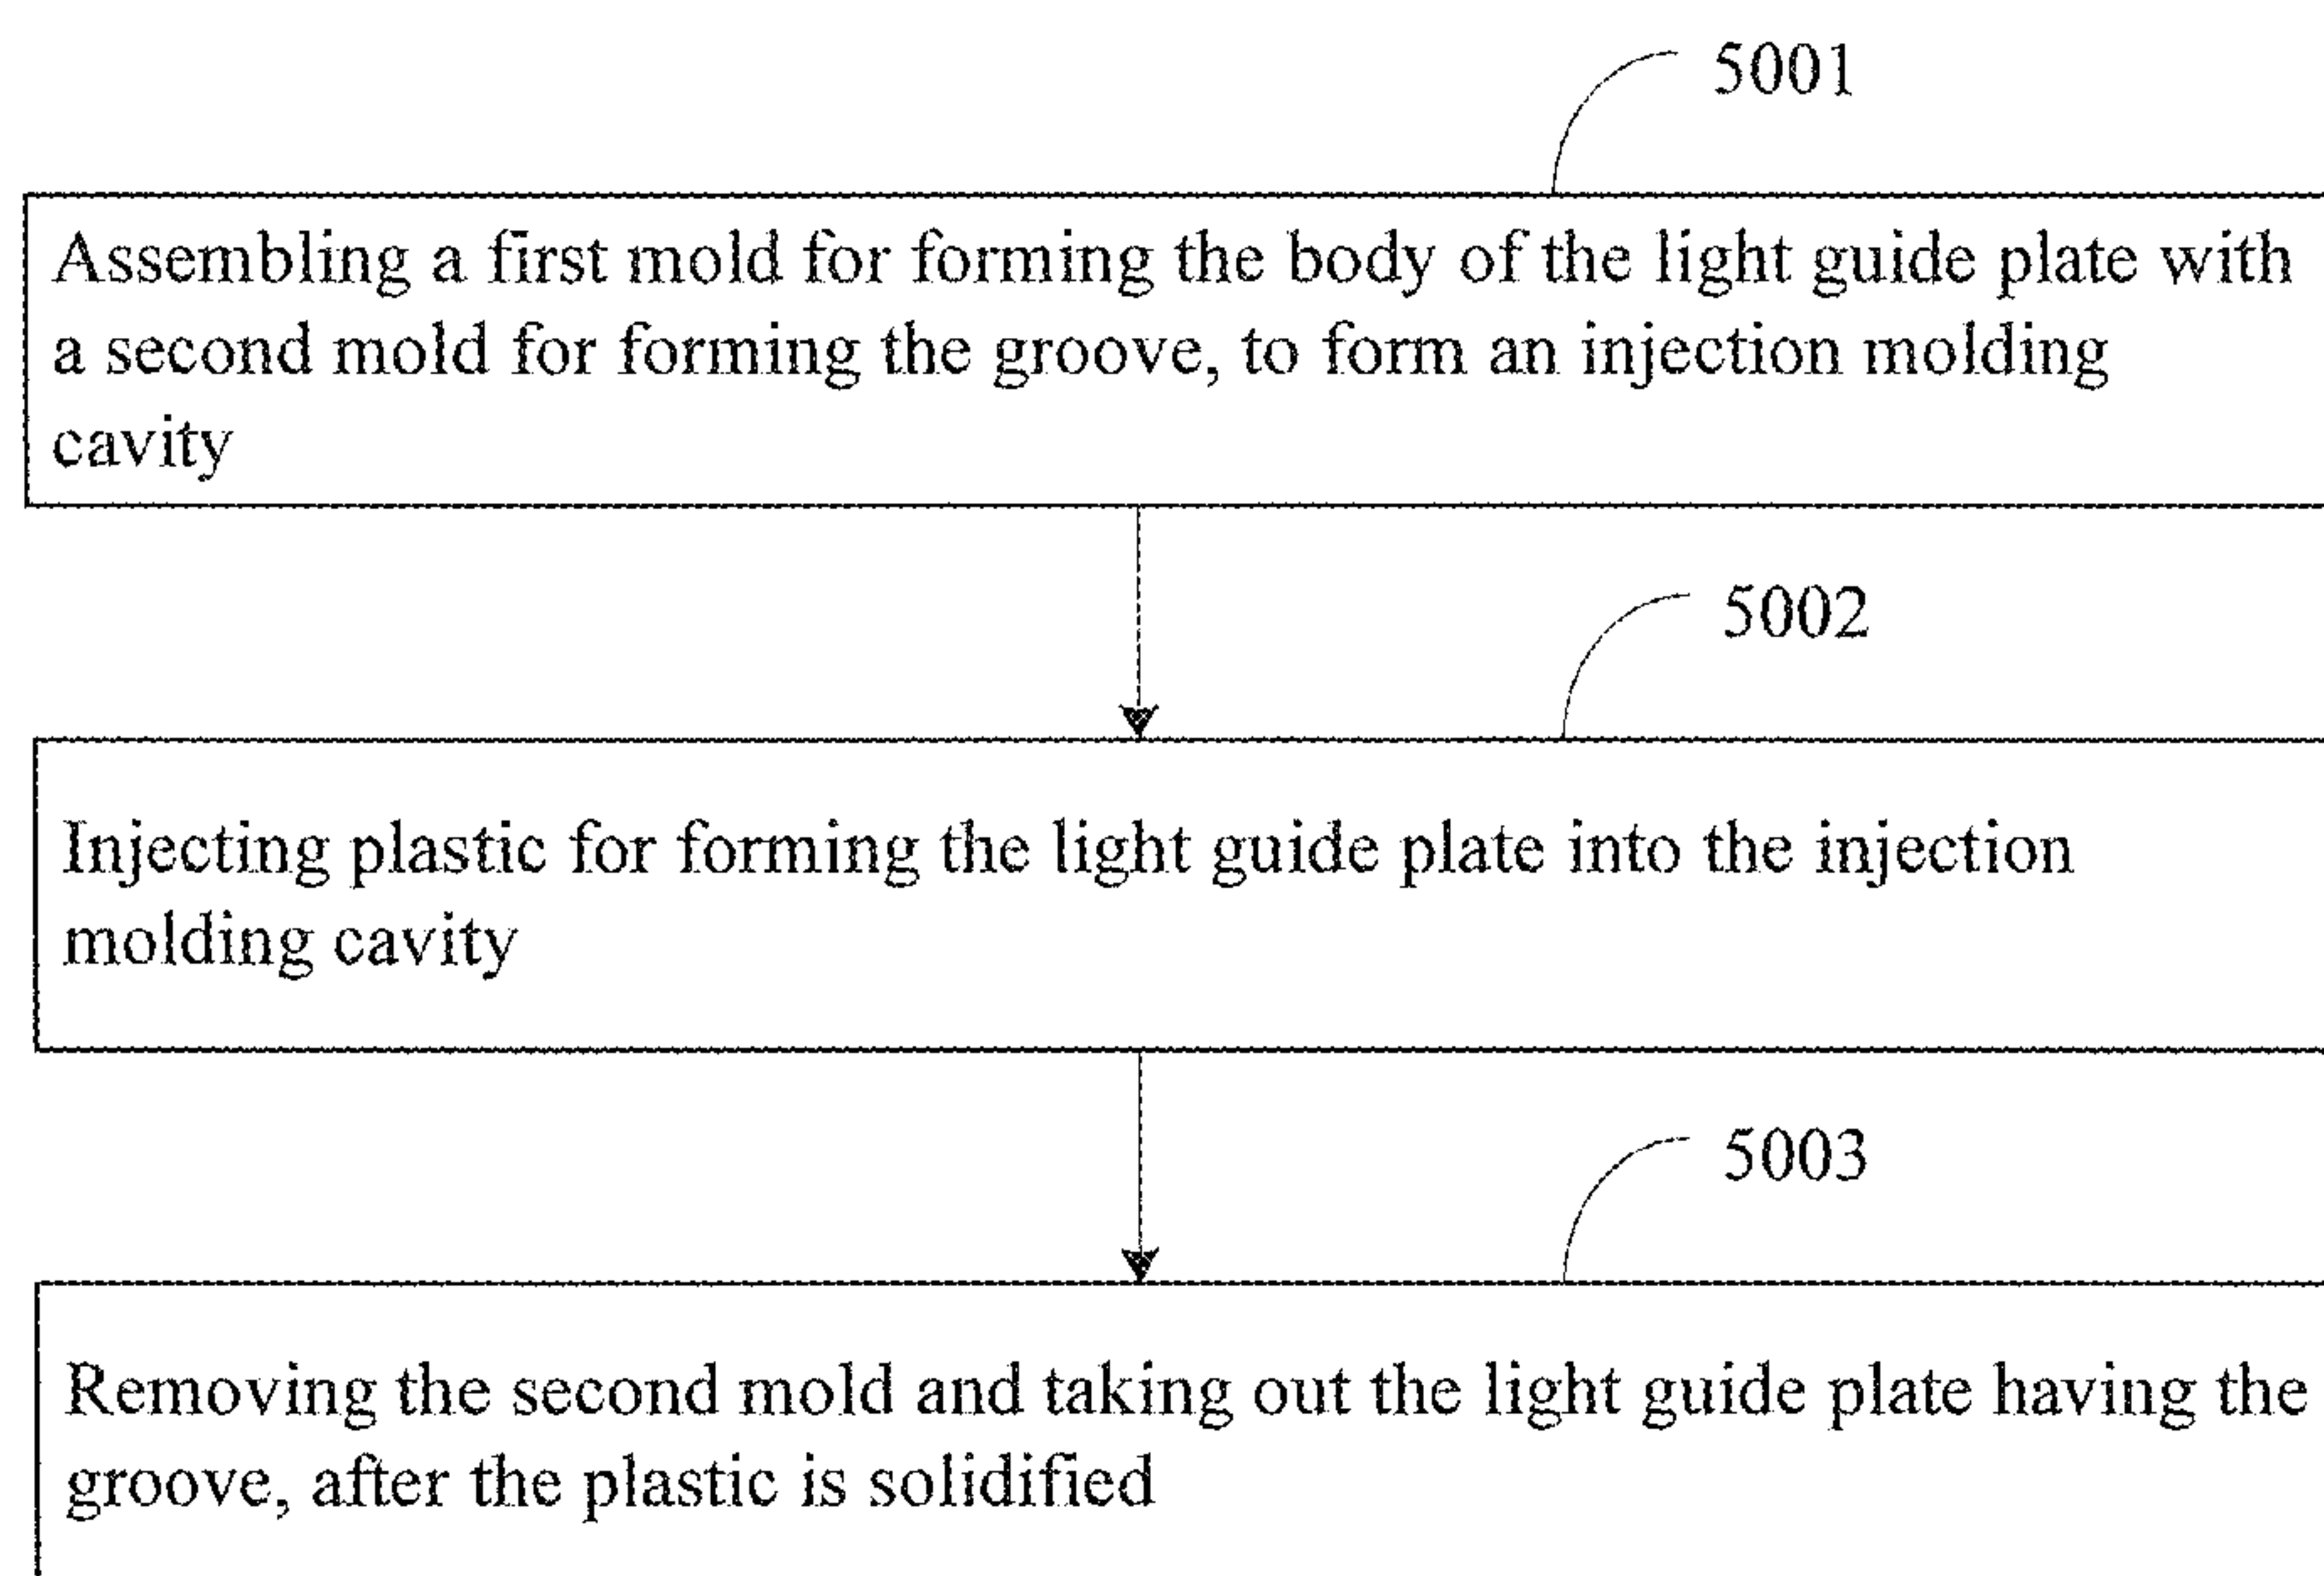 5001
Assembling a first mold for forming the body of the light guide plate with
a second mold for forming the groove, to form an injection molding
cavity
5002
Injecting plastic for forming the light guide plate into the injection
molding cavity
5003
Removing the second mold and taking out the light guide plate having the
groove, after the plastic is solidified